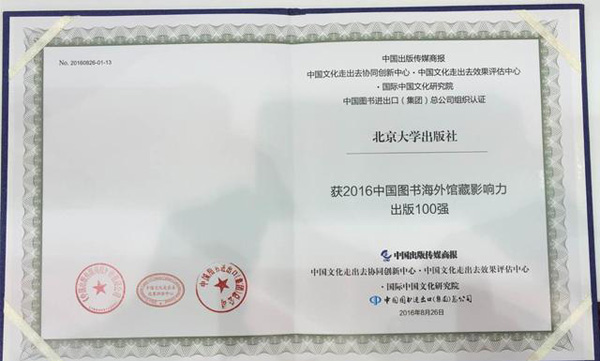 No. 20160826-01-13
中国出版传媒商报
中国文化走出去协同创新中心·中国文化走出去效果评估中心
·国际中国文化研究院
中国图书进出口（集团）总公司组织认证
北京大学出版社
获2016中国图书海外馆藏影响力
出版100强
中国出版传媒商报
中国文化走出去协同创新中心·中国文化走出去效果评估中心
·国际中国文化研究院
中国图书进出口(集团)总公司
2016年8月26日